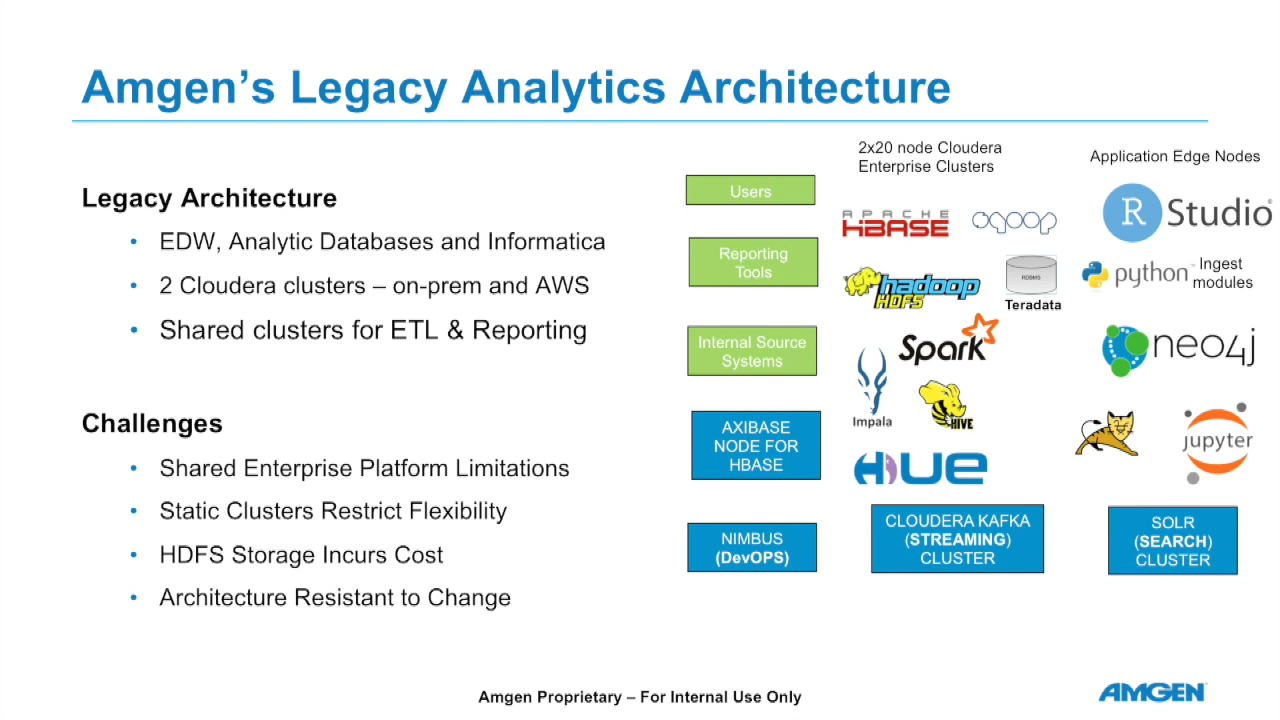 Amgen’s Legacy Analytics Architecture
Legacy Architecture
• EDW, Analytic Databases and Informatica
• 2 Cloudera clusters – on-prem and AWS
• Shared clusters for ETL & Reporting
Challenges
• Shared Enterprise Platform Limitations
• Static Clusters Restrict Flexibility
• HDFS Storage Incurs Cost
• Architecture Resistant to Change
Users
Reporting
Tools
Internal Source
Systems
AXIBASE
NODE FOR
HBASE
NIMBUS
(DevOPS)
2x20 node Cloudera
Enterprise Clusters
APACHE
HBASE
sqoop
hadoop
HDFS
RDBMS
Teradata
Spark
Impala
HIVE
HUE
CLOUDERA KAFKA
(STREAMING)
CLUSTER
Application Edge Nodes
R Studio
python
Ingest
modules
neo4j
jupyter
SOLR
(SEARCH)
CLUSTER
Amgen Proprietary – For Internal Use Only
AMGEN